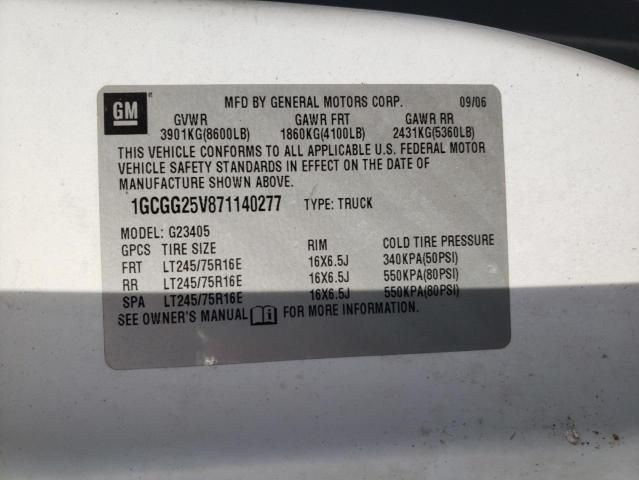 GM
MFD BY GENERAL MOTORS CORP. 09/06
GVWR GAWR FRT GAWR RR
3901KG(8600LB) 1860KG(4100LB) 2431KG(5360LB)
THIS VEHICLE CONFORMS TO ALL APPLICABLE U.S. FEDERAL MOTOR
VEHICLE SAFETY STANDARDS IN EFFECT ON THE DATE OF
MANUFACTURE SHOWN ABOVE.
1GCGG25V871140277 TYPE: TRUCK
MODEL: G23405
GPCS TIRE SIZE RIM COLD TIRE PRESSURE
FRT LT245/75R16E 16X6.5J 340KPA(50PSI)
RR LT245/75R16E 16X6.5J 550KPA(80PSI)
SPA LT245/75R16E 16X6.5J 550KPA(80PSI)
SEE OWNER'S MANUAL FOR MORE INFORMATION.